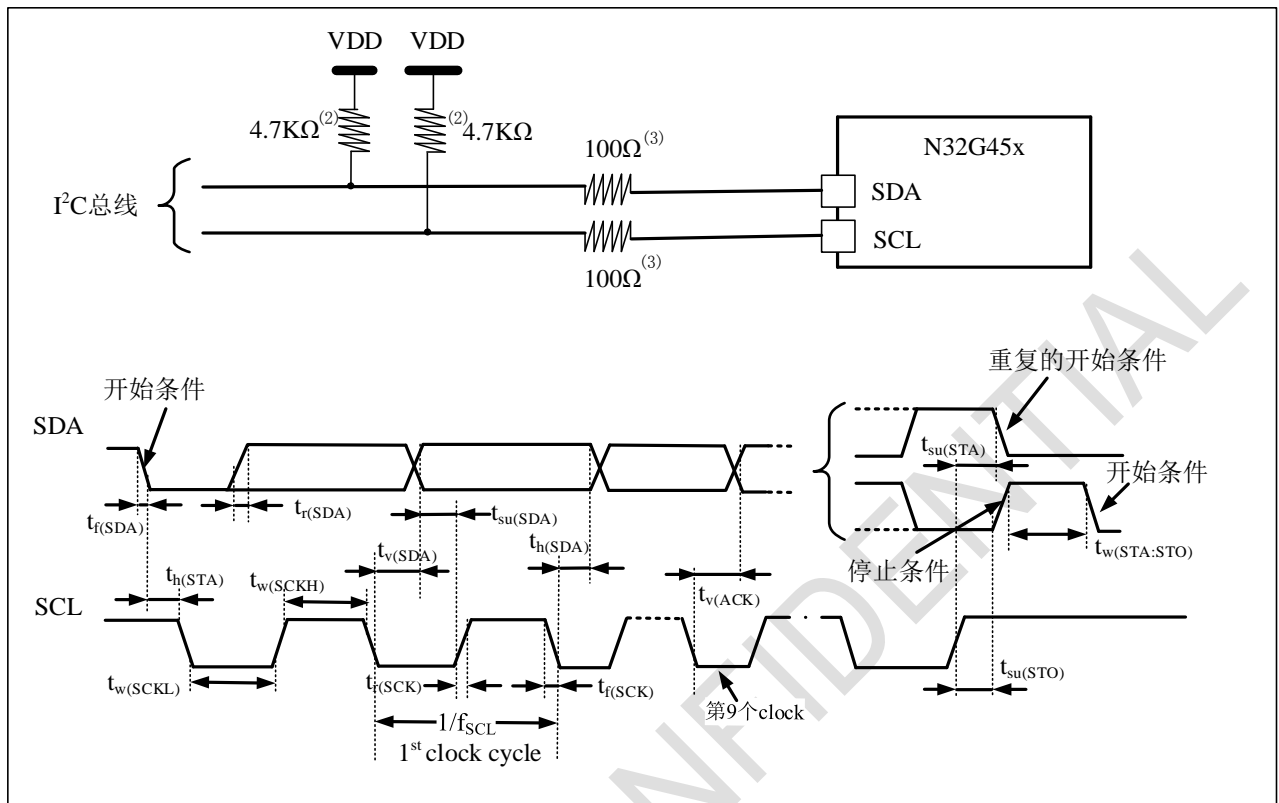 VDD VDD
4.7KΩ(2) (2)4.7KΩ
100Ω(3)
N32G45x
I²C总线
SDA
SCL
100Ω(3)
重复的开始条件
开始条件
SDA
tsu(STA)
开始条件
tf(SDA)
tr(SDA)
tsu(SDA)
tv(SDA)
th(SDA)
tw(STA:STO)
停止条件
th(STA)
tw(SCKH)
SCL
tv(ACK)
tw(SCKL)
tr(SCK)
tf(SCK)
tsu(STO)
第9个clock
1/fSCL
1st clock cycle
NFIDENTIAL